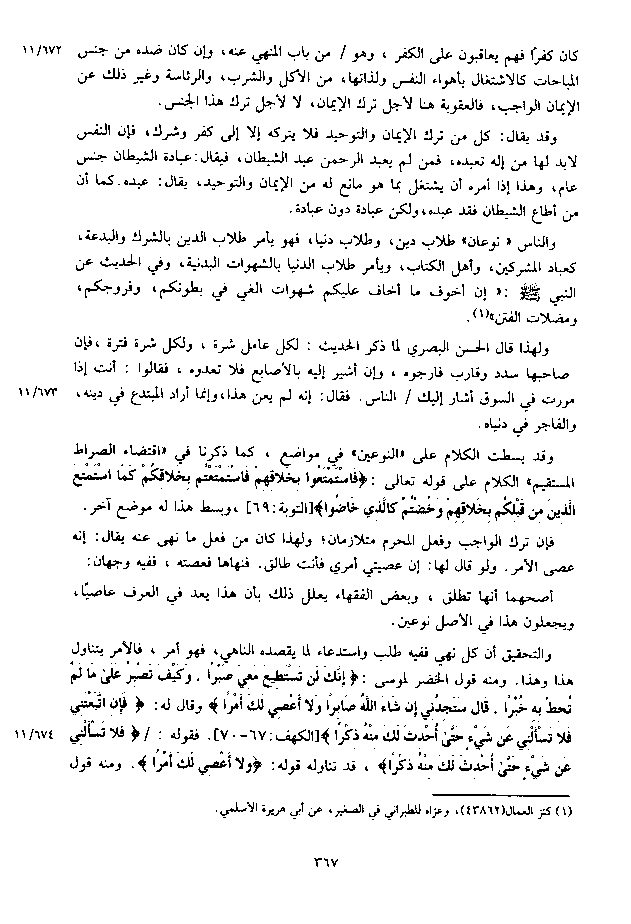 كان كفرًا فهم يعاقبون على الكفر ، وهو / من باب المنهي عنه، وإن كان ضده من جنس ١١/٦٧٢
المباحات كالاشتغال بأهواء النفس ولذاتها، من الأكل والشرب، والرئاسة وغير ذلك عن
الإيمان الواجب، فالعقوبة هنا لأجل ترك الإيمان، لا لأجل ترك هذا الجنس.
وقد يقال: كل من ترك الإيمان والتوحيد فلا يتركه إلا إلى كفر وشرك، فإن النفس
لابد لها من إله تعبده، فمن لم يعبد الرحمن عبد الشيطان، فيقال: عبادة الشيطان جنس
عام، وهذا إذا أمره أن يشتغل بما هو مانع له من الإيمان والتوحيد، يقال: عبده. كما أن
من أطاع الشيطان فقد عبده، ولكن عبادة دون عبادة.
والناس « نوعان» طلاب دين، وطلاب دنيا، فهو يأمر طلاب الدين بالشرك والبدعة،
كعباد المشركين، وأهل الكتاب، ويأمر طلاب الدنيا بالشهوات البدنية، وفي الحديث عن
النبي ﷺ :« إن أخوف ما أخاف عليكم شهوات الغي في بطونكم، وفروجكم،
ومضلات الفتن»(١).
ولهذا قال الحسن البصري لما ذكر الحديث : لكل عامل شرة ، ولكل شرة فترة ، فإن
صاحبها سدد وقارب فارجوه ، وإن أشير إليه بالأصابع فلا تعدوه ، فقالوا : أنت إذا
مررت في السوق أشار إليك / الناس. فقال: إنه لم يعن هذا، وإنما أراد المبتدع في دينه، ١١/٦٧٣
والفاجر في دنياه.
وقد بسطت الكلام على «النوعين» في مواضع ، كما ذكرنا في «اقتضاء الصراط
المستقيم» الكلام على قوله تعالى :﴿فَاسْتَمْتَعُوا بِخَلاقِهِمْ فَاسْتَمْتَعْتُم بِخَلاقِكُمْ كَمَا اسْتَمْتَعَ
الَّذِينَ مِن قَبْلِكُم بِخَلاقِهِمْ وَخُضْتُمْ كَالَّذِي خَاضُوا﴾[التوبة:٦٩] ، وبسط هذا له موضع آخر.
فإن ترك الواجب وفعل المحرم متلازمان؛ ولهذا كان من فعل ما نهى عنه يقال: إنه
عصى الأمر. ولو قال لها: إن عصيتي أمري فأنت طالق. فنهاها فعصته ، ففيه وجهان:
أصحهما أنها تطلق ، وبعض الفقهاء يعلل ذلك بأن هذا يعد في العرف عاصيًا،
ويجعلون هذا في الأصل نوعين.
والتحقيق أن كل نهي ففيه طلب واستدعاء لما يقصده الناهي، فهو أمر ، فالأمر يتناول
هذا وهذا. ومنه قول الخضر لموسى :﴿ إِنَّكَ لَن تَسْتَطِيعَ مَعِيَ صَبْرًا . وَكَيْفَ تَصْبِرُ عَلَىٰ مَا لَمْ
تُحِطْ بِهِ خُبْرًا . قَالَ سَتَجِدُنِي إِن شَاءَ اللَّهُ صَابِرًا وَلا أَعْصِي لَكَ أَمْرًا ﴾ وقال له: ﴿ فَإِنِ اتَّبَعْتَنِي
فَلا تَسْأَلْنِي عَن شَيْءٍ حَتَّىٰ أُحْدِثَ لَكَ مِنْهُ ذِكْرًا ﴾[الكهف:٦٧-٧٠]. فقوله : / ﴿ فَلا تَسْأَلْنِي ١١/٦٧٤
عَن شَيْءٍ حَتَّىٰ أُحْدِثَ لَكَ مِنْهُ ذِكْرًا﴾ ، قد تناوله قوله: ﴿وَلا أَعْصِي لَكَ أَمْرًا ﴾. ومنه قول
(١) كنز العمال(٤٣٨٦٢)، وعزاه للطبراني في الصغير، عن أبي هريرة الأسلمي.
٣٦٧